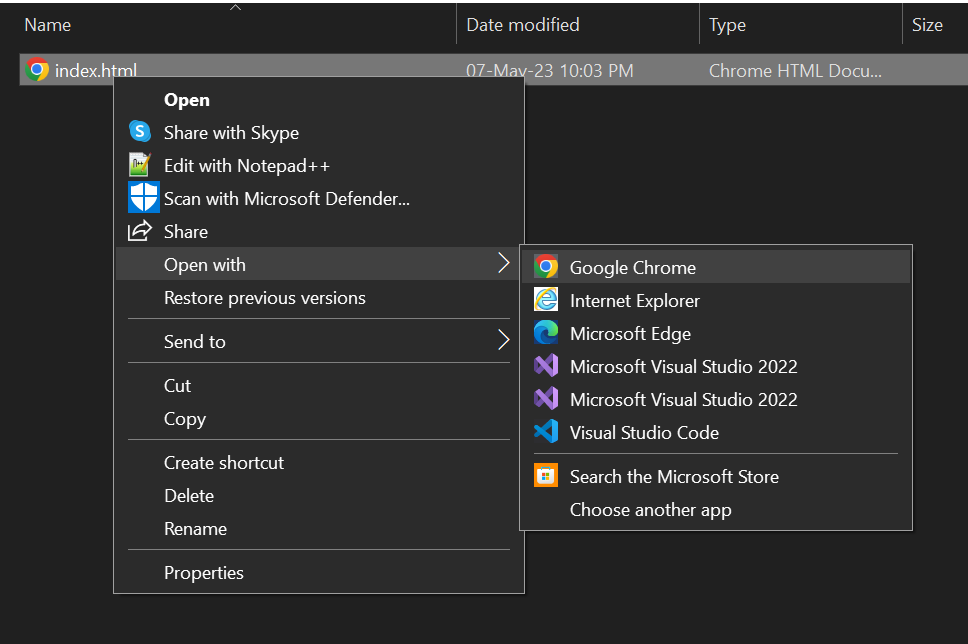 Name Date modified Type Size
index.html 07-May-23 10:03 PM Chrome HTML Docu...
Open
Share with Skype
Edit with Notepad++
Scan with Microsoft Defender...
Share
Open with
Restore previous versions
Send to
Cut
Copy
Create shortcut
Delete
Rename
Properties
Google Chrome
Internet Explorer
Microsoft Edge
Microsoft Visual Studio 2022
Microsoft Visual Studio 2022
Visual Studio Code
Search the Microsoft Store
Choose another app